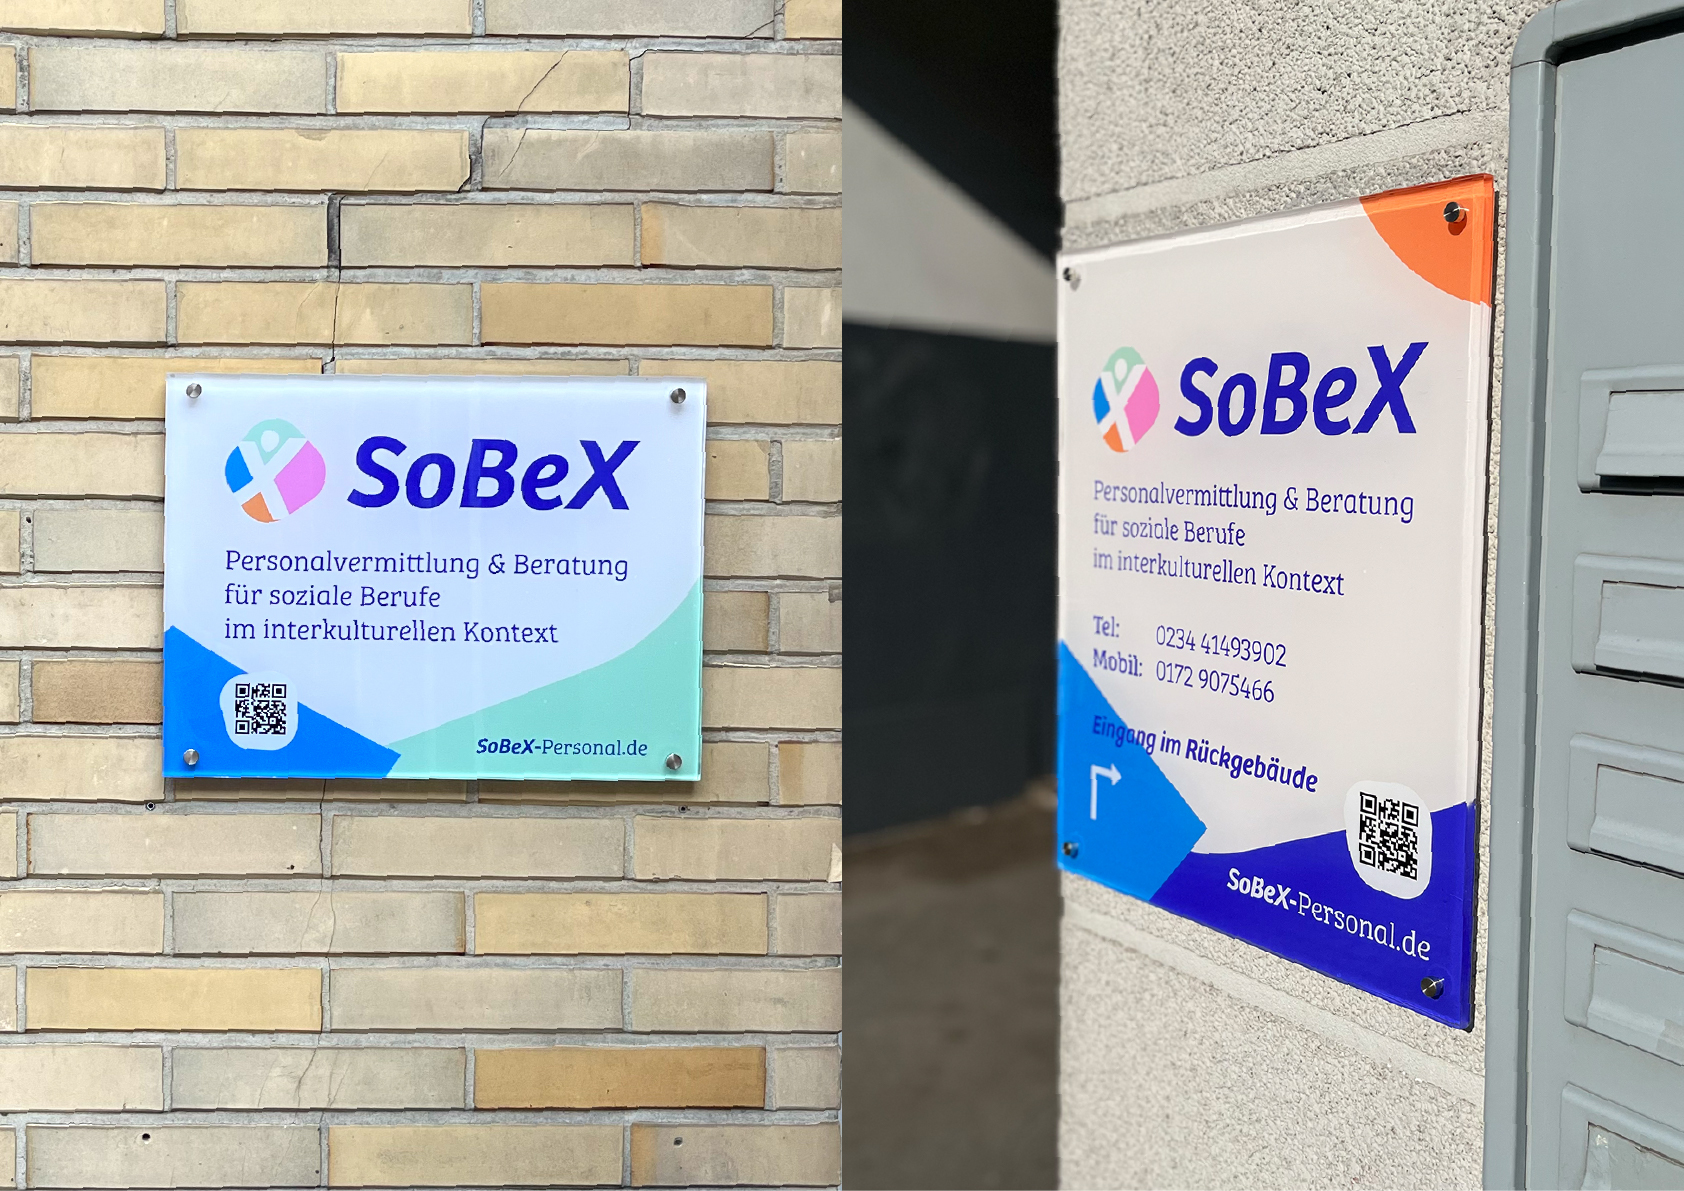 SoBeX
Personalvermittlung & Beratung
für soziale Berufe
im interkulturellen Kontext
SoBeX-Personal.de
SoBeX
Personalvermittlung & Beratung
für soziale Berufe
im interkulturellen Kontext
Tel: 0234 41493902
Mobil: 0172 9075466
Eingang im Rückgebäude
SoBeX-Personal.de